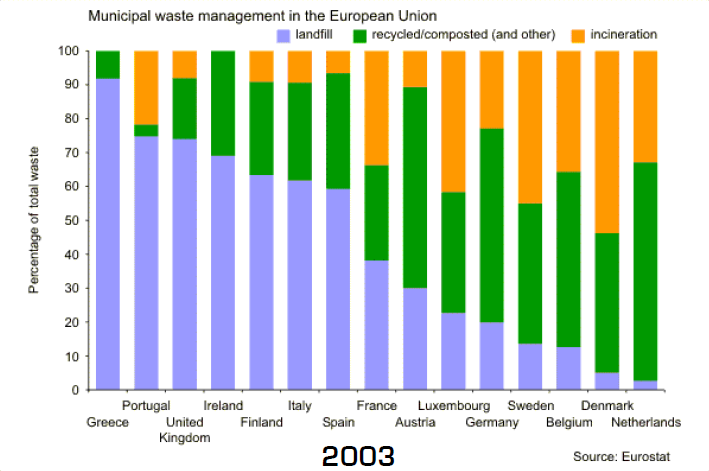 Municipal waste management in the European Union
landfill recycled/composted (and other) incineration
Percentage of total waste
100
90
80
70
60
50
40
30
20
10
0
Portugal Ireland Italy France Luxembourg Sweden Denmark
Greece United Kingdom Finland Spain Austria Germany Belgium Netherlands
2003
Source: Eurostat